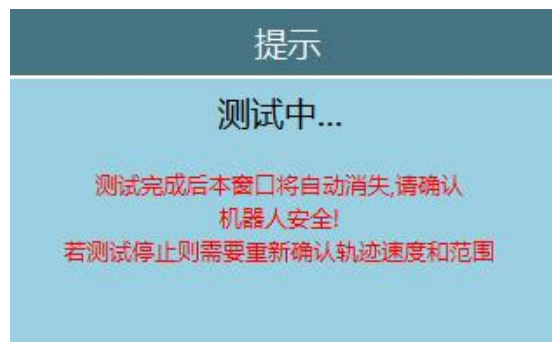 提示
测试中...
测试完成后本窗口将自动消失,请确认
机器人安全!
若测试停止则需要重新确认轨迹速度和范围